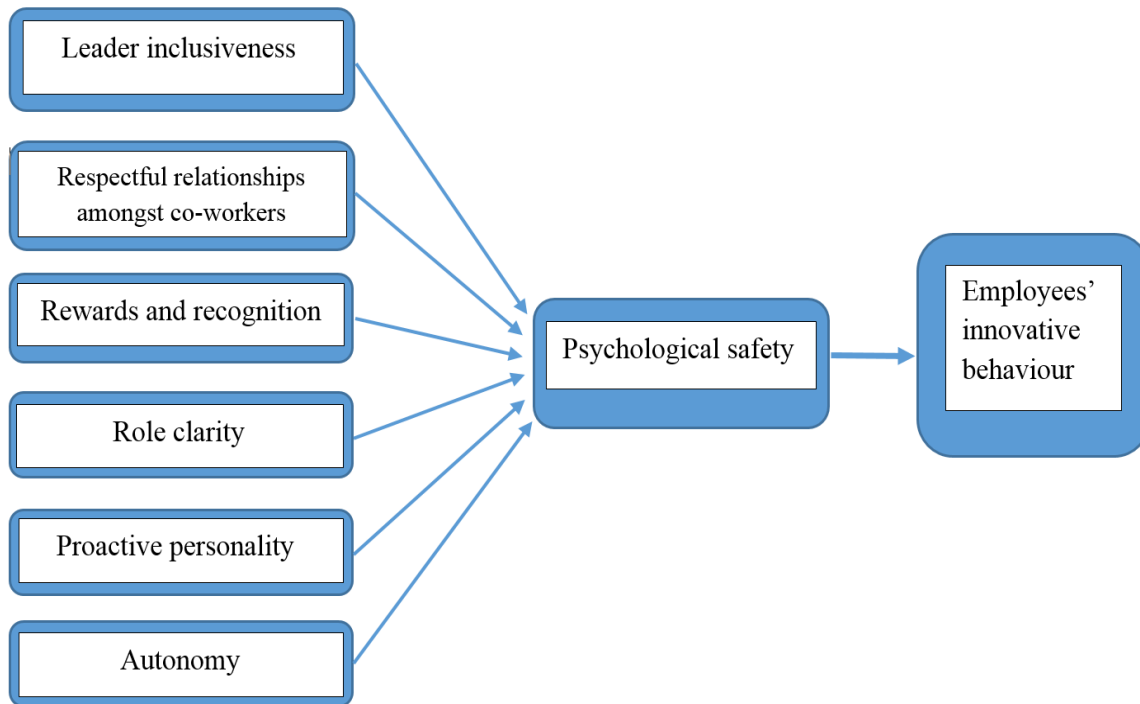 Leader inclusiveness
Respectful relationships
amongst co-workers
Rewards and recognition
Role clarity
Proactive personality
Autonomy
Psychological safety
Employees’
innovative
behaviour